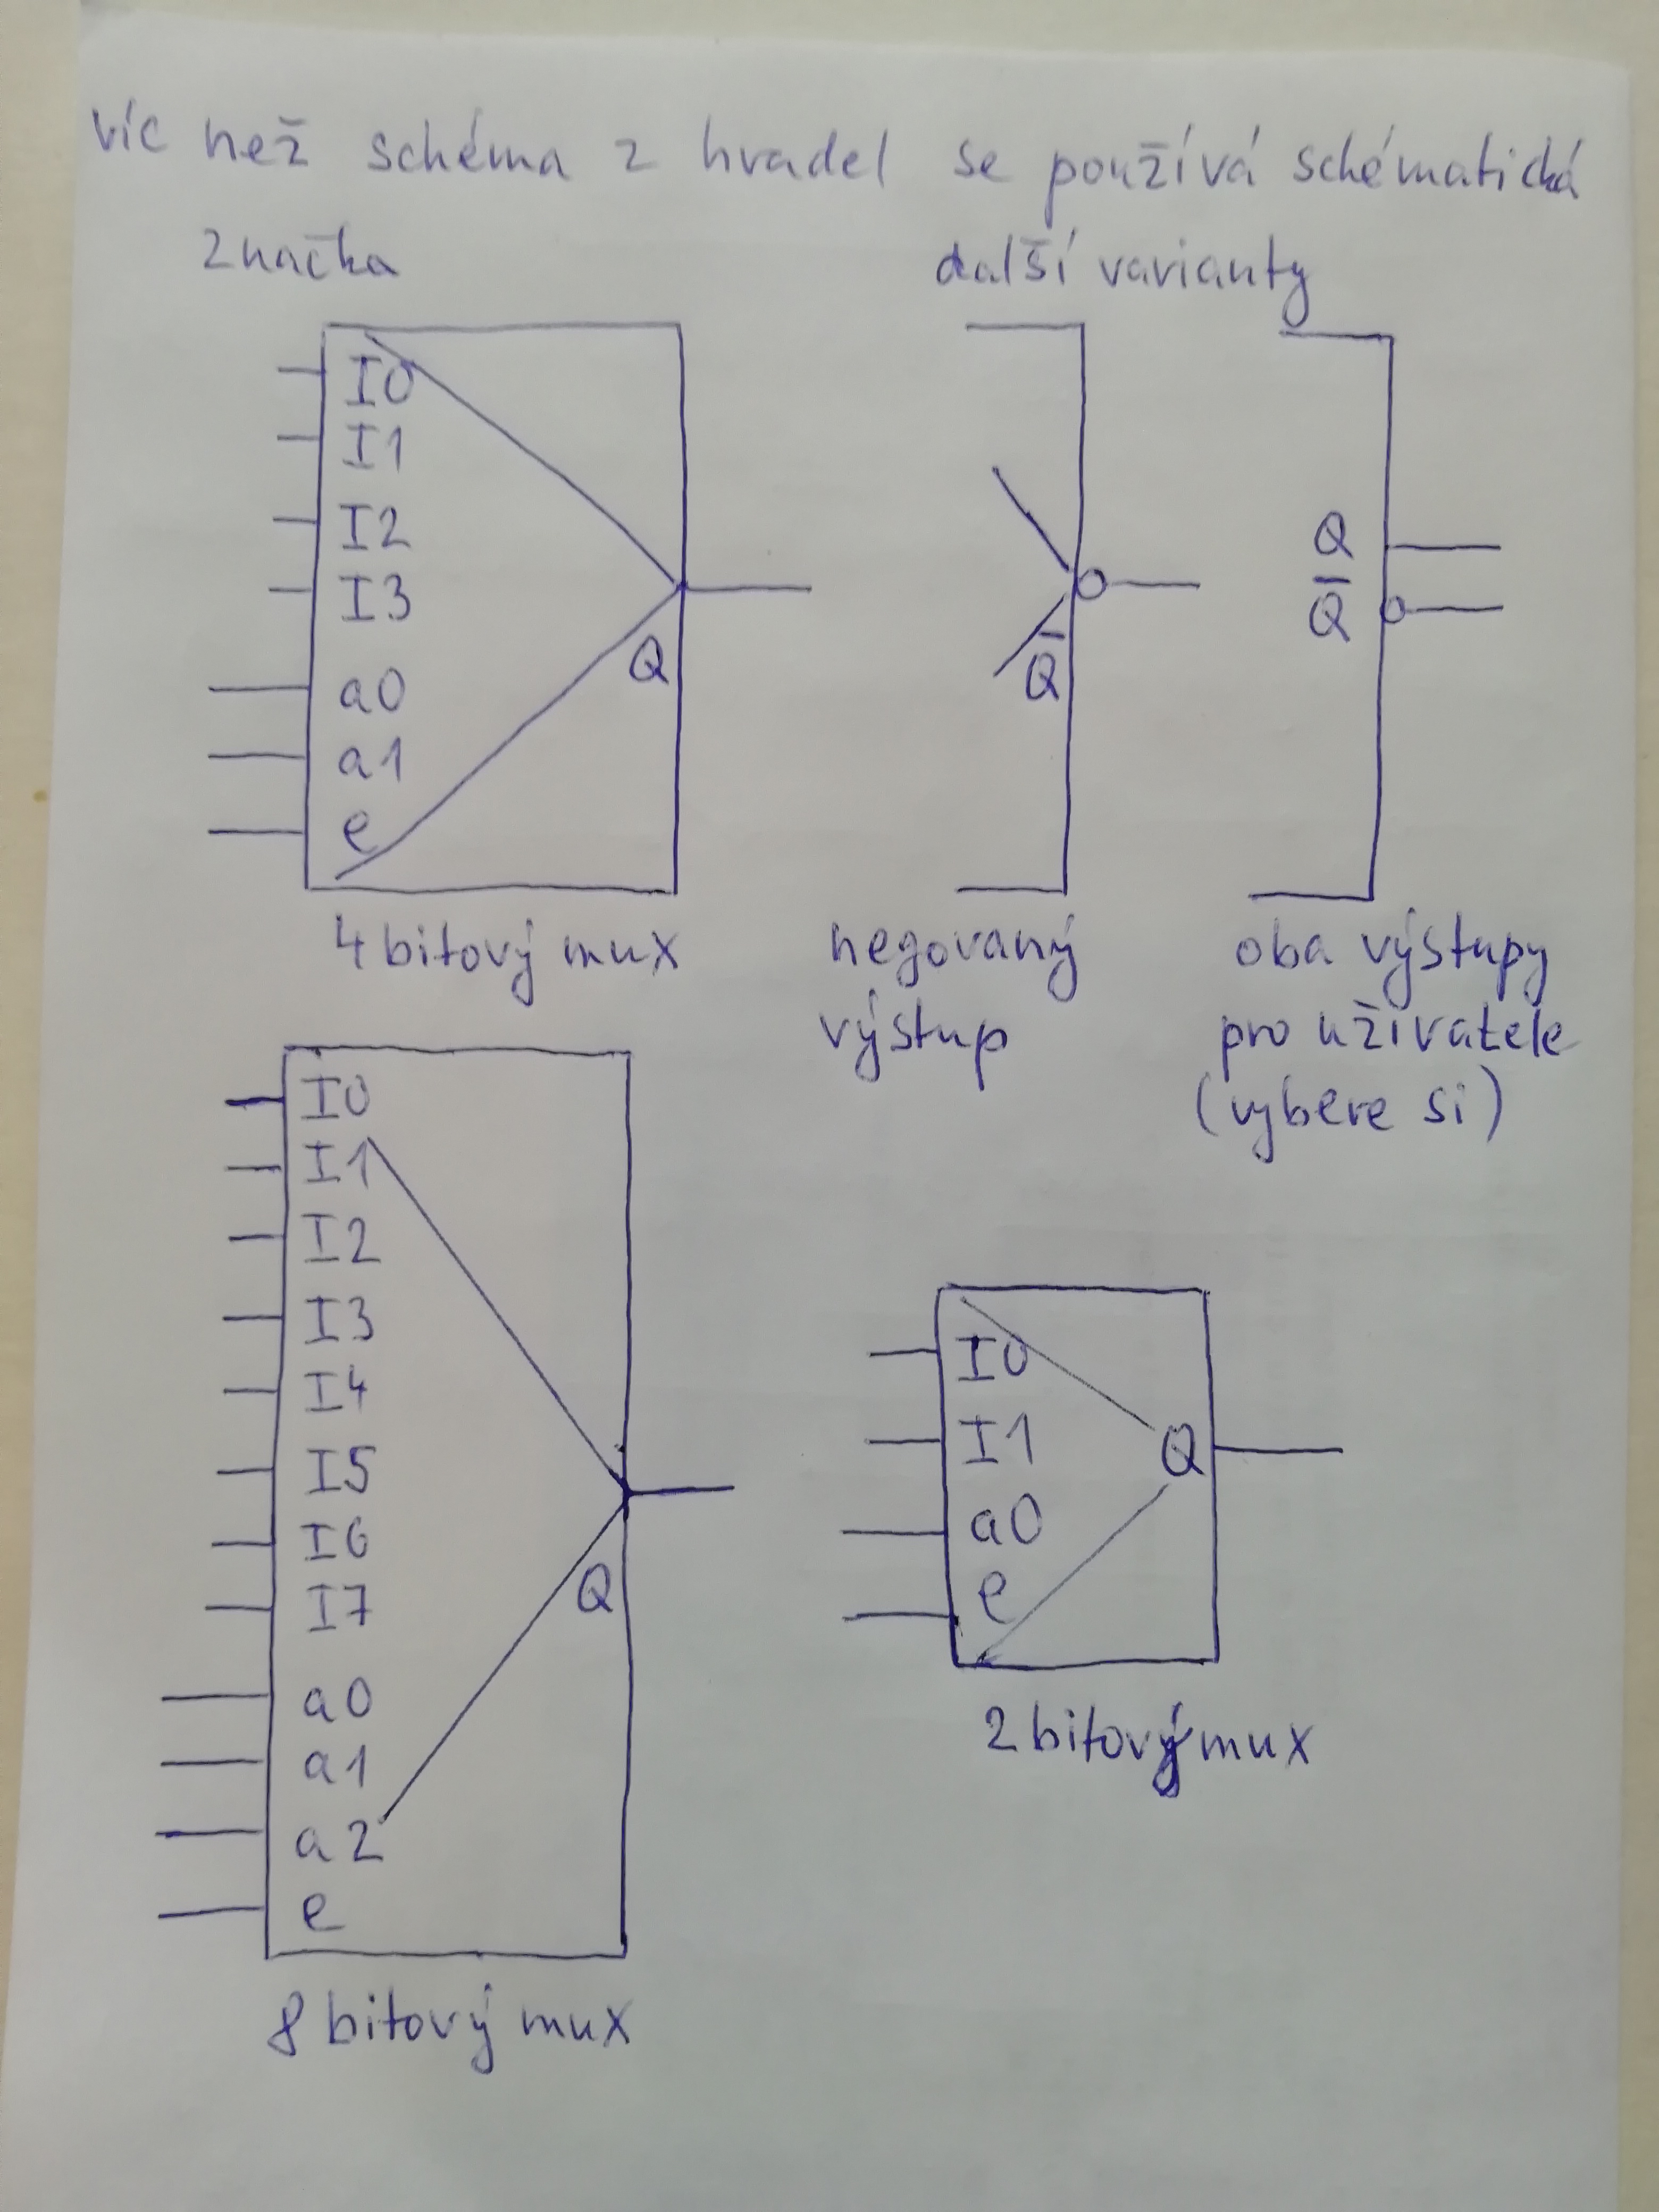 víc než schéma z hradel se používá schématická
značka
další varianty
I0
I1
I2
I3
a0
a1
e
Q
4 bitový mux
Q̅
negovaný
výstup
Q
Q̅
oba výstupy
pro uživatele
(vybere si)
I0
I1
I2
I3
I4
I5
I6
I7
a0
a1
a2
e
Q
8 bitový mux
I0
I1
a0
e
Q
2 bitový mux